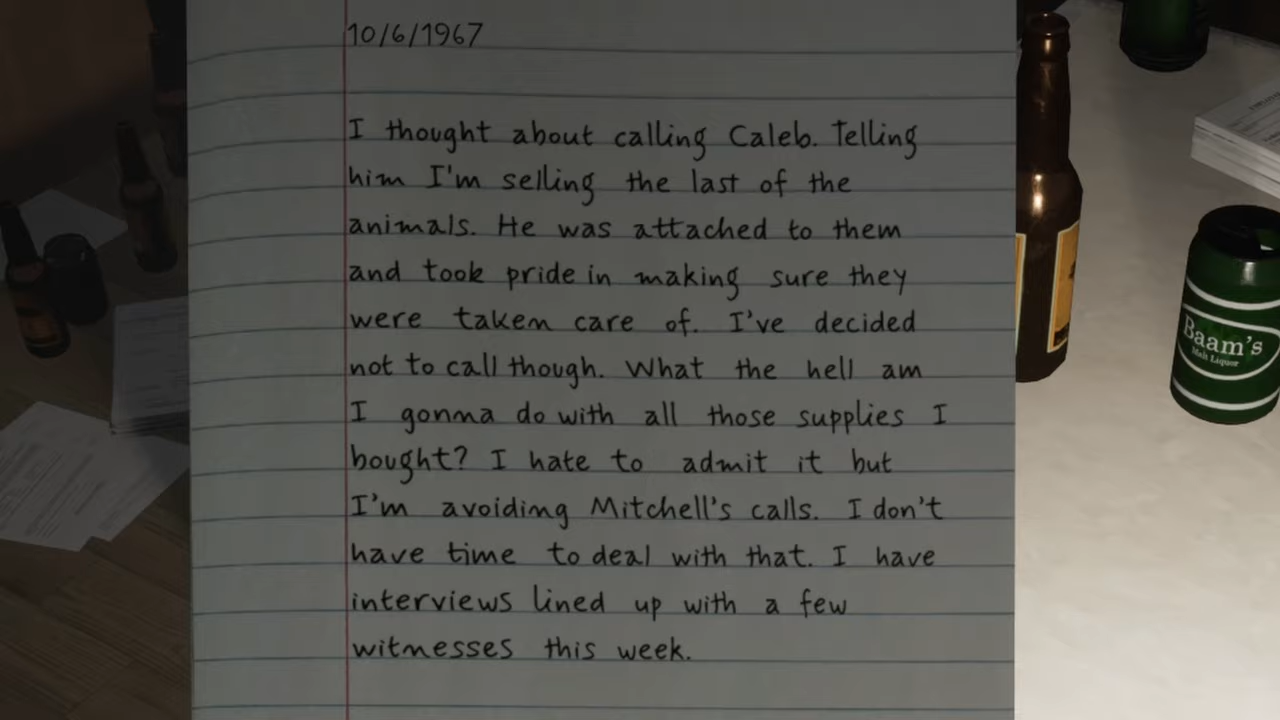 10/6/1967
I thought about calling Caleb. Telling
him I'm selling the last of the
animals. He was attached to them
and took pride in making sure they
were taken care of. I've decided
not to call though. What the hell am
I gonna do with all those supplies I
bought? I hate to admit it but
I'm avoiding Mitchell's calls. I don't
have time to deal with that. I have
interviews lined up with a few
witnesses this week.
Baam's
Malt Liquor